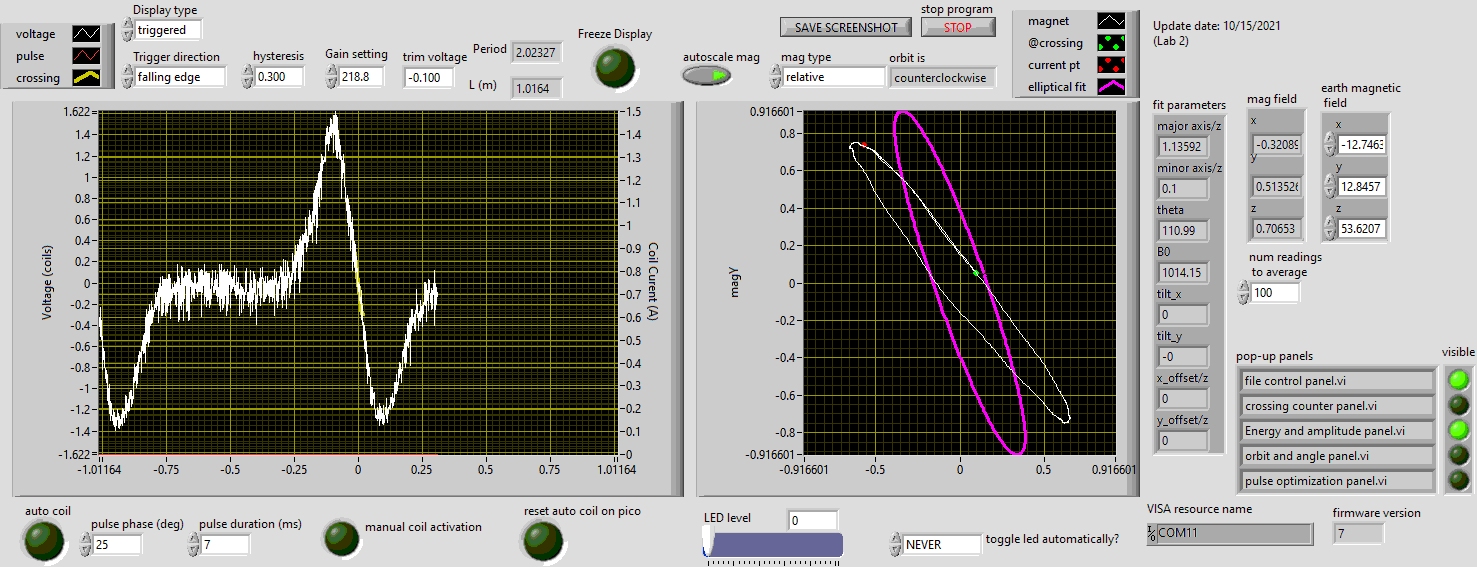 voltage
pulse
crossing
Display type
triggered
Trigger direction
falling edge
hysteresis
0.300
Gain setting
218.8
trim voltage
-0.100
Period
2.02327
L (m)
1.0164
Freeze Display
SAVE SCREENSHOT
stop program
STOP
autoscale mag
mag type
relative
orbit is
counterclockwise
magnet
@crossing
current pt
elliptical fit
Update date: 10/15/2021
(Lab 2)
Voltage (coils)
1.622
1.4
1.2
1
0.8
0.6
0.4
0.2
0
-0.2
-0.4
-0.6
-0.8
-1
-1.2
-1.4
-1.622
-1.01164
-0.75
-0.5
-0.25
0
0.25
0.5
0.75
1.01164
1.5
1.4
1.3
1.2
1.1
1
0.9
0.8
0.7
0.6
0.5
0.4
0.3
0.2
0.1
0
Coil Current (A)
magy
0.916601
0.8
0.6
0.4
0.2
0
-0.2
-0.4
-0.6
-0.8
-0.916601
-0.916601
-0.5
0
0.5
0.916601
fit parameters
major axis/z
1.13592
minor axis/z
0.1
theta
110.99
B0
1014.15
tilt_x
0
tilt_y
-0
x_offset/z
0
y_offset/z
0
mag field
x
-0.32089
y
0.513526
z
0.70653
earth magnetic
field
x
-12.7463
y
12.8457
z
53.6207
num readings
to average
100
pop-up panels
visible
file control panel.vi
crossing counter panel.vi
Energy and amplitude panel.vi
orbit and angle panel.vi
pulse optimization panel.vi
auto coil
pulse phase (deg)
25
pulse duration (ms)
7
manual coil activation
reset auto coil on pico
LED level
0
NEVER
toggle led automatically?
VISA resource name
COM11
firmware version
7